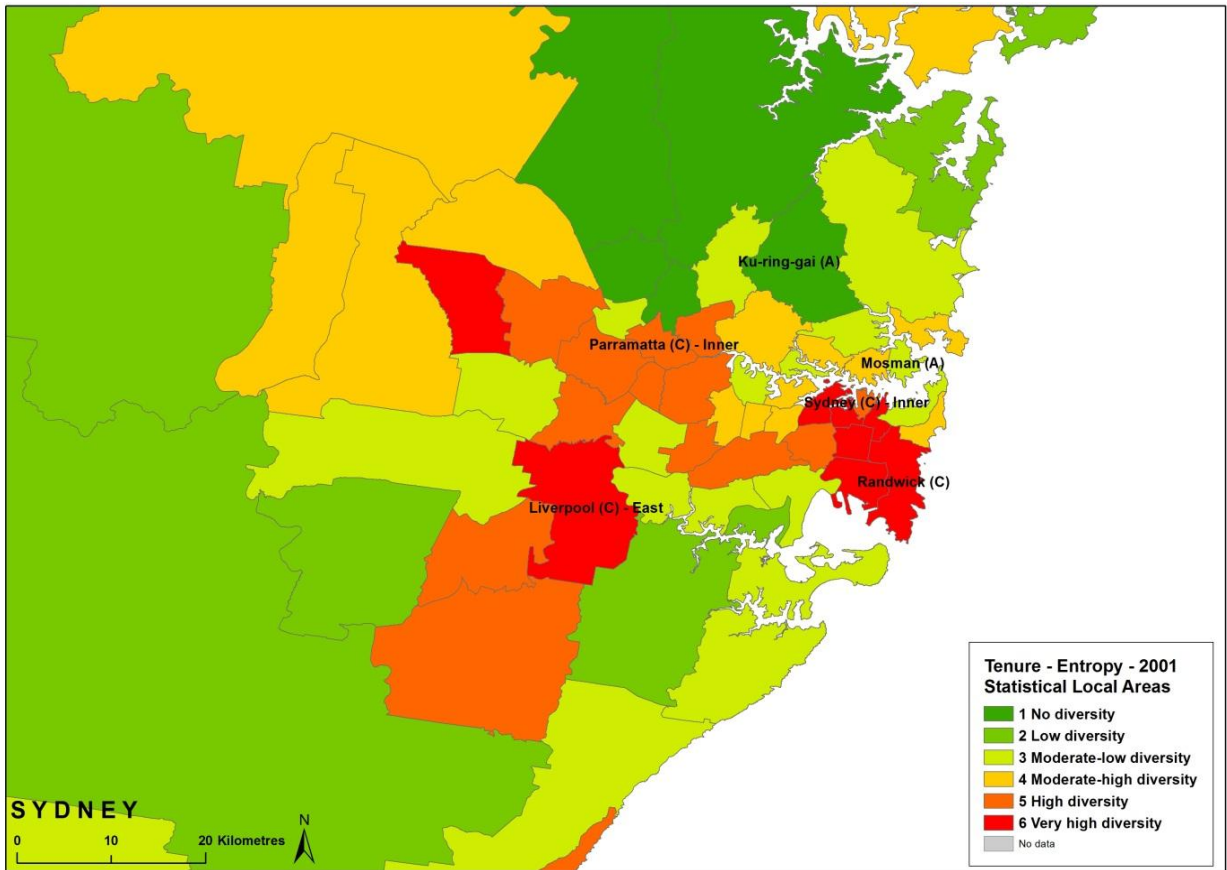 Ku-ring-gai (A)
Parramatta (C) - Inner
Mosman (A)
Sydney (C) - Inner
Randwick (C)
Liverpool (C) - East
Tenure - Entropy - 2001
Statistical Local Areas
1 No diversity
2 Low diversity
3 Moderate-low diversity
4 Moderate-high diversity
5 High diversity
6 Very high diversity
No data
SYDNEY
N
0 10 20 Kilometres